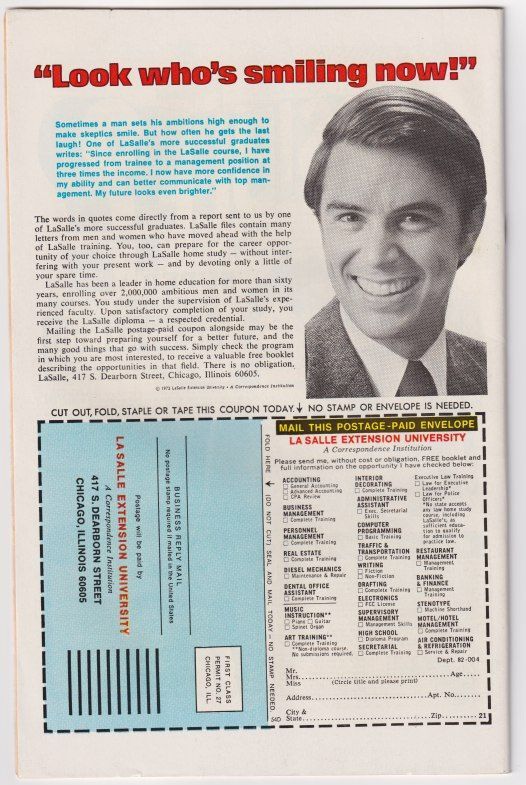 “Look who’s smiling now!”
Sometimes a man sets his ambitions high enough to
make skeptics smile. But how often he gets the last
laugh! One of LaSalle’s more successful graduates
writes: “Since enrolling in the LaSalle course, I have
progressed from trainee to a management position at
three times the income. I now have more confidence in
my ability and can better communicate with top man-
agement. My future looks even brighter.”
The words in quotes come directly from a report sent to us by one
of LaSalle’s more successful graduates. LaSalle files contain many
letters from men and women who have moved ahead with the help
of LaSalle training. You, too, can prepare for the career oppor-
tunity of your choice through LaSalle home study — without inter-
fering with your present work — and by devoting only a little of
your spare time.
LaSalle has been a leader in home education for more than sixty
years, enrolling over 2,000,000 ambitious men and women in its
many courses. You study under the supervision of LaSalle’s expe-
rienced faculty. Upon satisfactory completion of your study, you
receive the LaSalle diploma — a respected credential.
Mailing the LaSalle postage-paid coupon alongside may be the
first step toward preparing yourself for a better future, and the
many good things that go with success. Simply check the program
in which you are most interested, to receive a valuable free booklet
describing the opportunities in that field. There is no obligation.
LaSalle, 417 S. Dearborn Street, Chicago, Illinois 60605.
© 1972 LaSalle Extension University • A Correspondence Institution
CUT OUT, FOLD, STAPLE OR TAPE THIS COUPON TODAY. ↓ NO STAMP OR ENVELOPE IS NEEDED.
BUSINESS REPLY MAIL
No postage stamp required if mailed in the United States
Postage will be paid by
LA SALLE EXTENSION UNIVERSITY
A Correspondence Institution
417 S. DEARBORN STREET
CHICAGO, ILLINOIS 60605
FIRST CLASS
PERMIT NO. 27
CHICAGO, ILL.
FOLD HERE → (DO NOT CUT) SEAL AND MAIL TODAY — NO STAMP NEEDED.
MAIL THIS POSTAGE-PAID ENVELOPE
LA SALLE EXTENSION UNIVERSITY
A Correspondence Institution
Please send me, without cost or obligation, FREE booklet and
full information on the opportunity I have checked below:
ACCOUNTING
☐ General Accounting
☐ Advanced Accounting
☐ CPA Review
BUSINESS
MANAGEMENT
☐ Complete Training
PERSONNEL
MANAGEMENT
☐ Complete Training
REAL ESTATE
☐ Complete Training
DIESEL MECHANICS
☐ Maintenance & Repair
DENTAL OFFICE
ASSISTANT
☐ Complete Training
MUSIC
INSTRUCTION**
☐ Piano ☐ Guitar
☐ Spinet Organ
ART TRAINING**
☐ Complete Training
**Non-diploma course.
No submissions required.
INTERIOR
DECORATING
☐ Complete Training
ADMINISTRATIVE
ASSISTANT
☐ Exec. Secretarial
Skills
COMPUTER
PROGRAMMING
☐ Basic Training
TRAFFIC &
TRANSPORTATION
☐ Complete Training
WRITING
☐ Fiction
☐ Non-Fiction
DRAFTING
☐ Complete Training
ELECTRONICS
☐ FCC License
SUPERVISORY
MANAGEMENT
☐ Management Skills
HIGH SCHOOL
☐ Diploma Program
SECRETARIAL
☐ Complete Training
Executive Law Training
☐ Law for Executive
Leadership*
☐ Law for Police
Officers*
*No state accepts
any law home study
course, including
LaSalle’s, as
sufficient educa-
tion to qualify
for admission to
practice law.
RESTAURANT
MANAGEMENT
☐ Management
Training
BANKING
& FINANCE
☐ Management
Training
STENOTYPE
☐ Machine Shorthand
MOTEL/HOTEL
MANAGEMENT
☐ Complete Training
AIR CONDITIONING
& REFRIGERATION
☐ Service & Repair
Dept. 82-004
Mr.
Mrs. Age
Miss (Circle title and please print)
Address Apt. No.
City &
State Zip 21